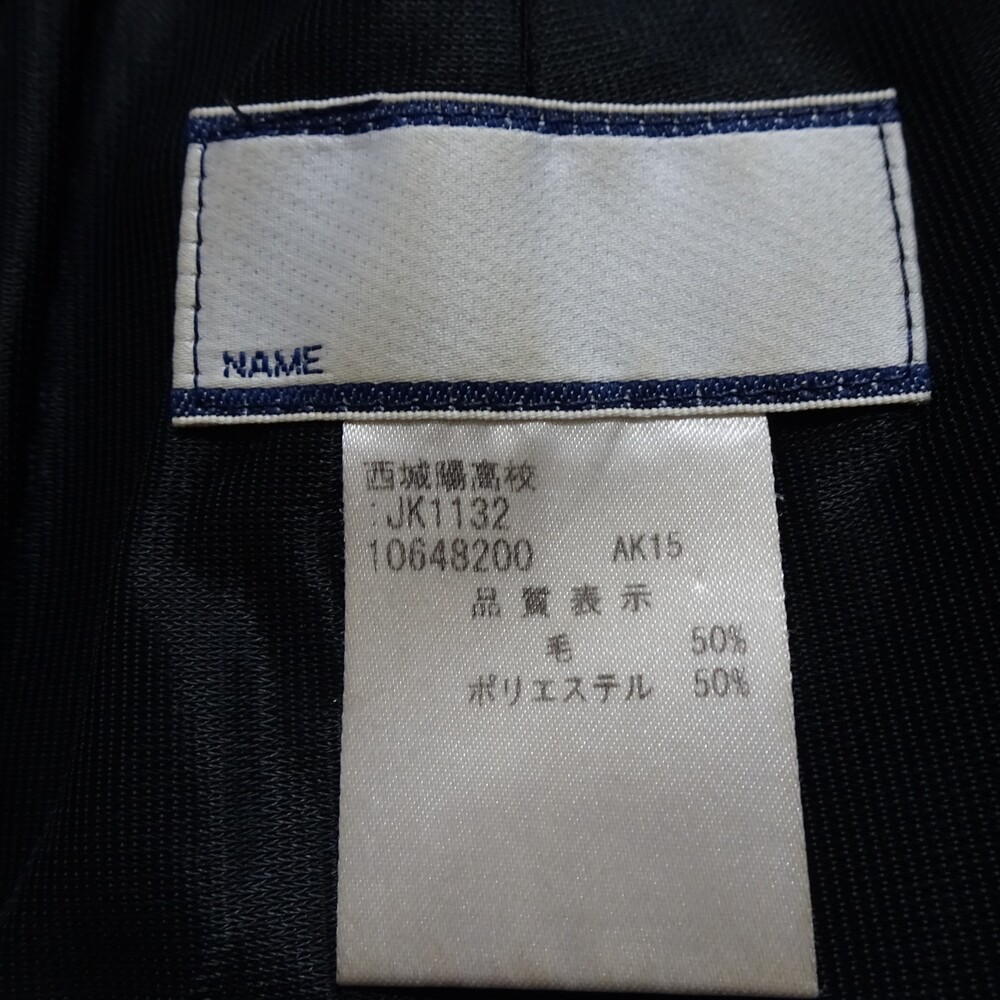 NAME
西城陽高校
:JK1132
10648200 AK15
品質表示
毛 50%
ポリエステル 50%